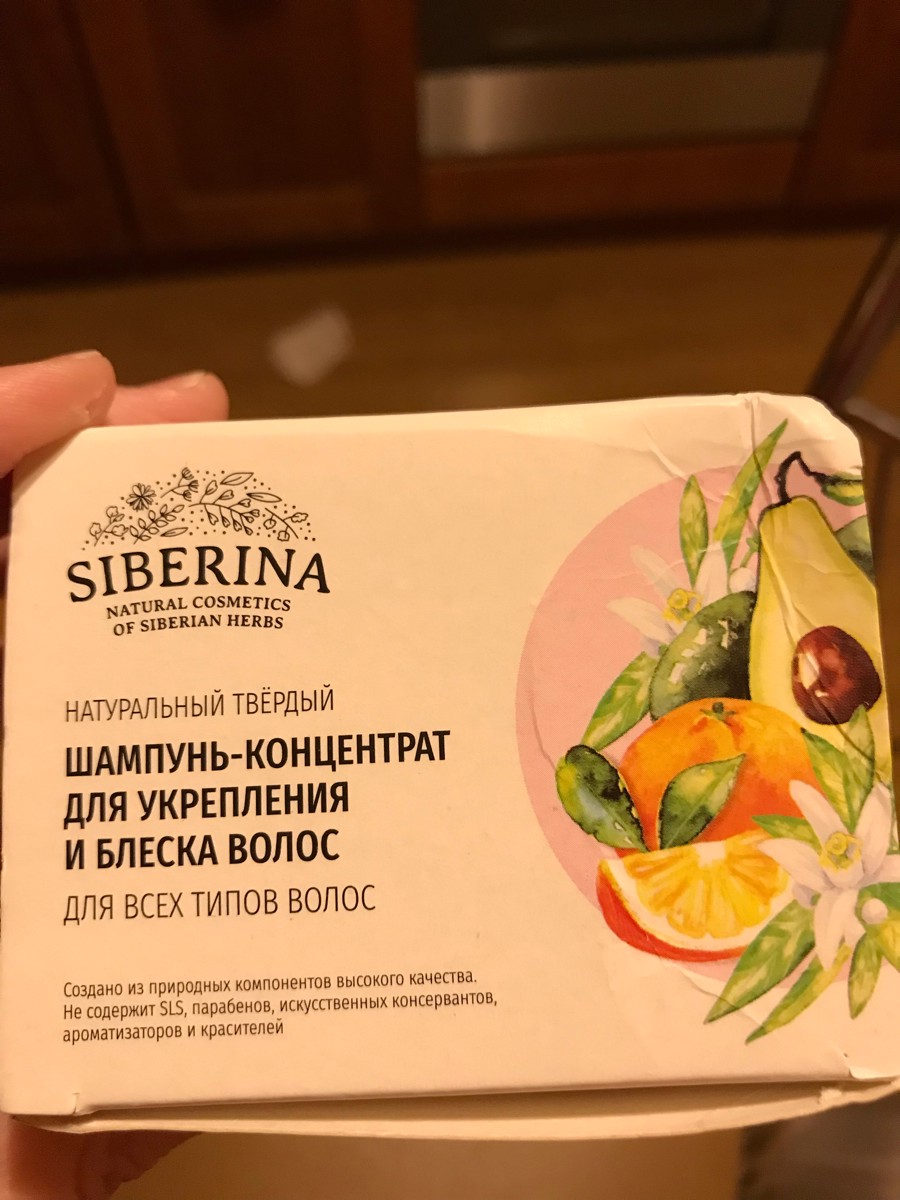 SIBERINA
NATURAL COSMETICS
OF SIBERIAN HERBS
НАТУРАЛЬНЫЙ ТВЁРДЫЙ
ШАМПУНЬ-КОНЦЕНТРАТ
ДЛЯ УКРЕПЛЕНИЯ
И БЛЕСКА ВОЛОС
ДЛЯ ВСЕХ ТИПОВ ВОЛОС
Создано из природных компонентов высокого качества.
Не содержит SLS, парабенов, искусственных консервантов,
ароматизаторов и красителей